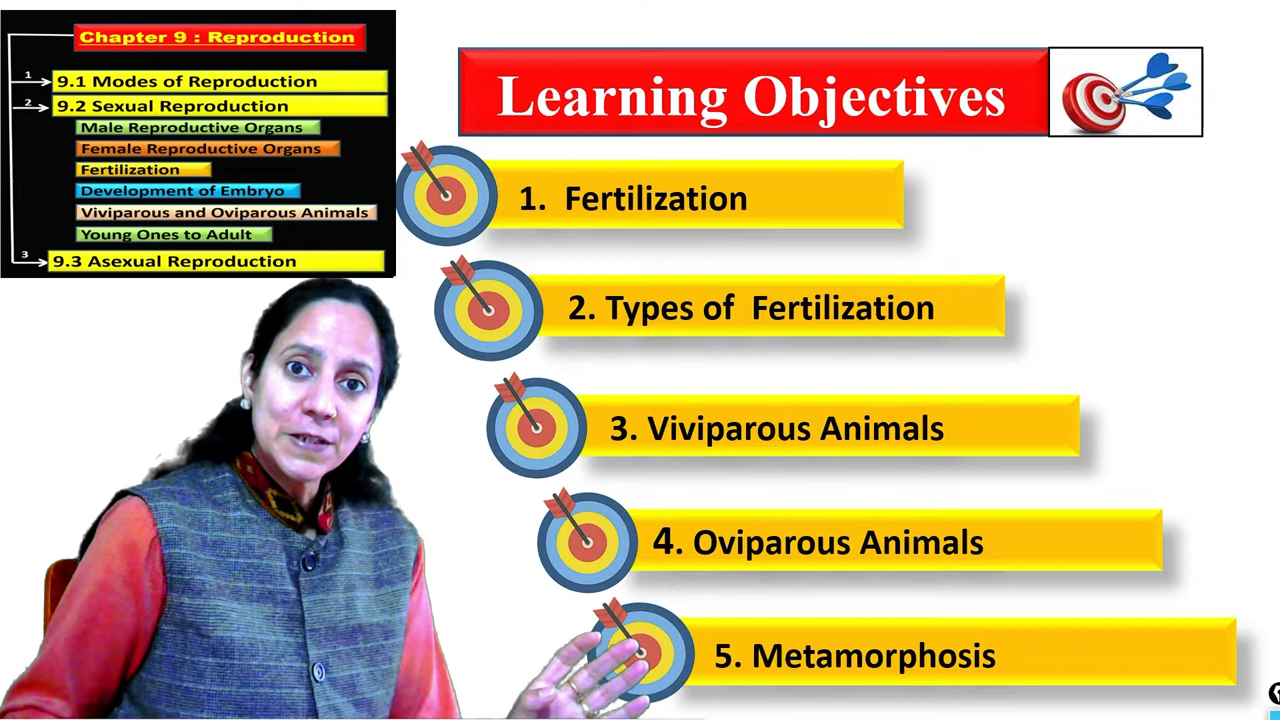 Chapter 9 : Reproduction
1
9.1 Modes of Reproduction
2
9.2 Sexual Reproduction
Male Reproductive Organs
Female Reproductive Organs
Fertilization
Development of Embryo
Viviparous and Oviparous Animals
Young Ones to Adult
3
9.3 Asexual Reproduction
Learning Objectives
1. Fertilization
2. Types of Fertilization
3. Viviparous Animals
4. Oviparous Animals
5. Metamorphosis